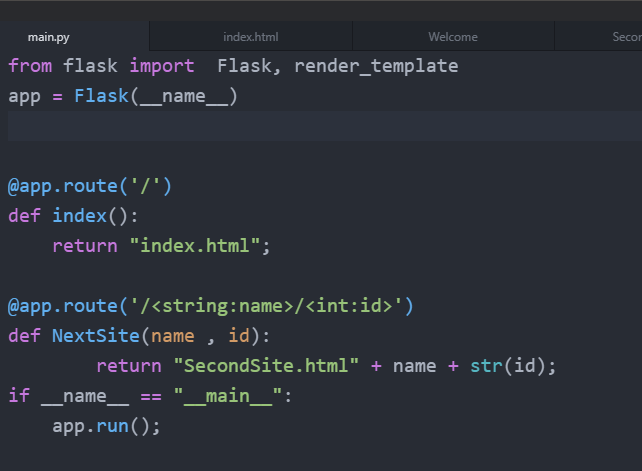 main.py index.html Welcome Secon
from flask import  Flask, render_template
app = Flask(__name__)
@app.route('/')
def index():
    return "index.html";
@app.route('/<string:name>/<int:id>')
def NextSite(name , id):
        return "SecondSite.html" + name + str(id);
if __name__ == "__main__":
    app.run();